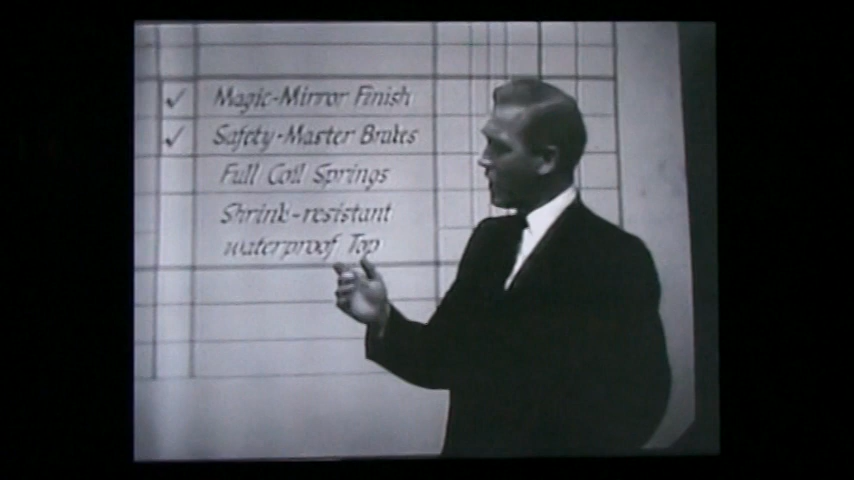 ✓ Magic-Mirror Finish
✓ Safety-Master Brakes
Full Coil Springs
Shrink-resistant
waterproof Top